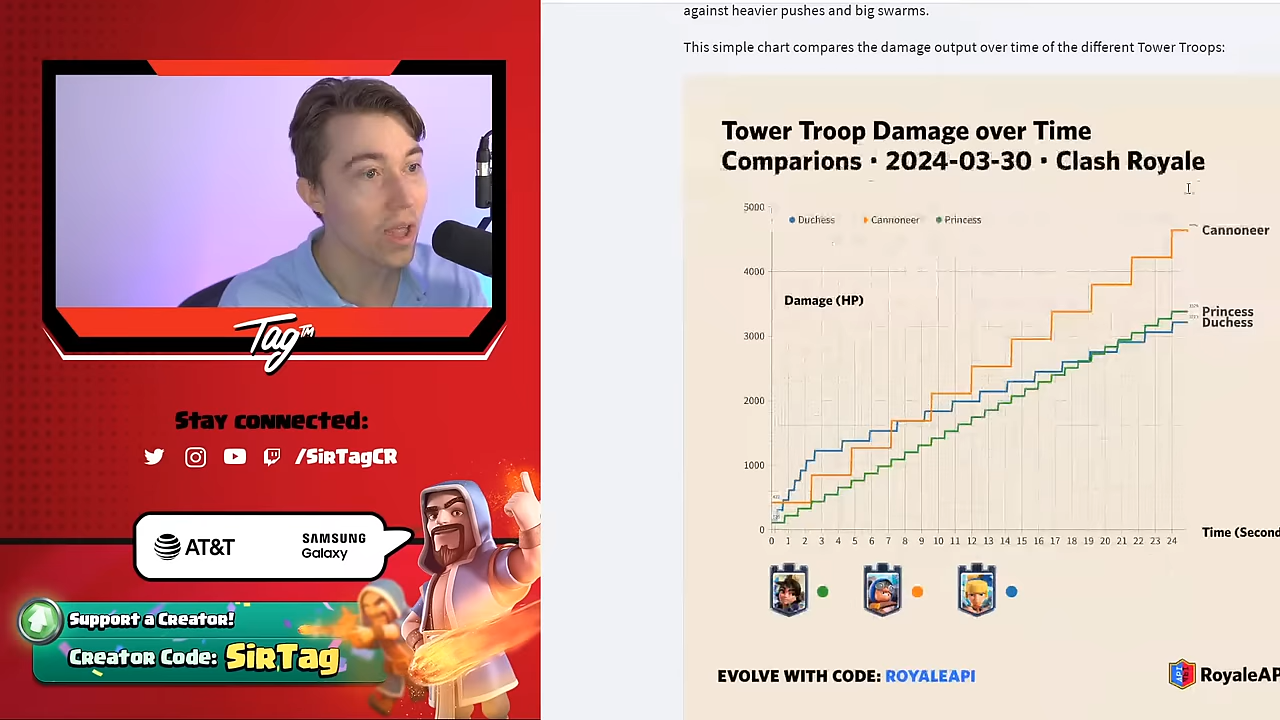 Tag™
Stay connected:
/SirTagCR
AT&T
SAMSUNG
Galaxy
Support a Creator!
Creator Code: SirTag
against heavier pushes and big swarms.
This simple chart compares the damage output over time of the different Tower Troops:
Tower Troop Damage over Time
Comparions · 2024-03-30 · Clash Royale
Duchess Cannoneer Princess
5000
4000
3000
2000
1000
0
Damage (HP)
Cannoneer
Princess
Duchess
0 1 2 3 4 5 6 7 8 9 10 11 12 13 14 15 16 17 18 19 20 21 22 23 24
Time (Second
EVOLVE WITH CODE: ROYALEAPI
RoyaleAP